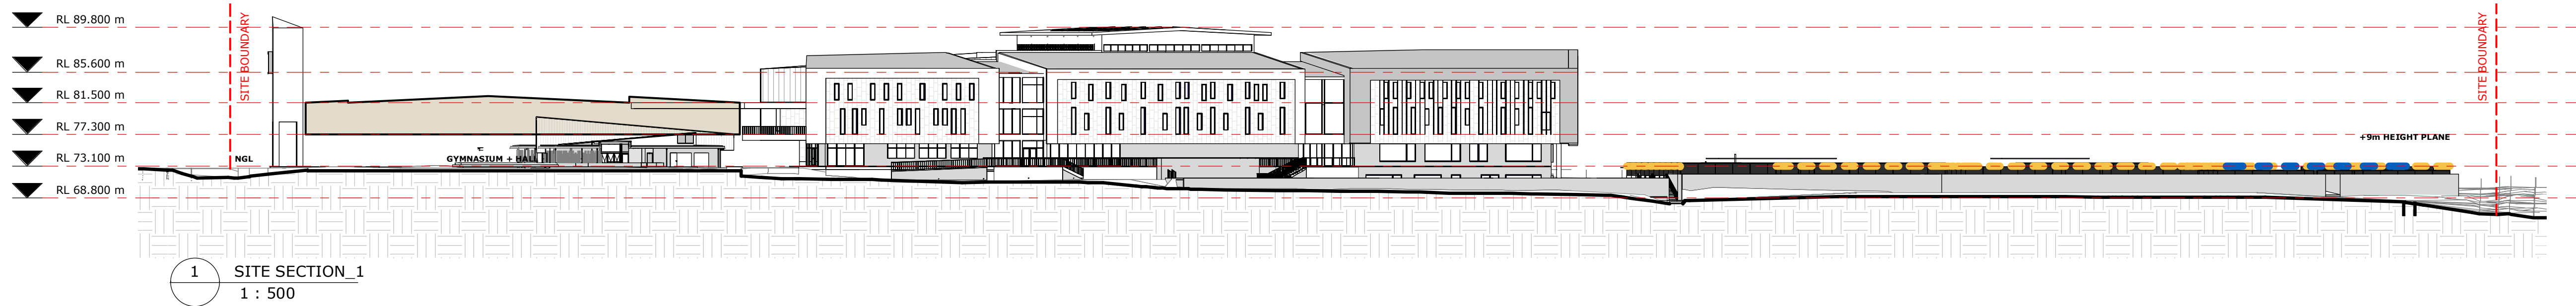 RL 89.800 m
SITE BOUNDARY
SITE BOUNDARY
RL 85.600 m
RL 81.500 m
RL 77.300 m
+9m HEIGHT PLANE
RL 73.100 m
NGL
GYMNASIUM + HALL
RL 68.800 m
1
SITE SECTION_1
1 : 500